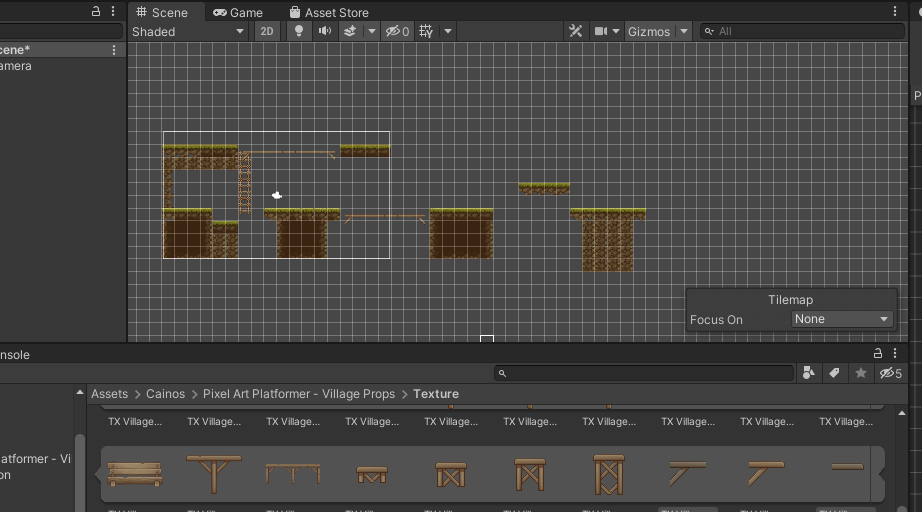 Scene
Game
Asset Store
Shaded
2D
0
Gizmos
All
cene*
amera
P
Tilemap
Focus On
None
nsole
5
Assets > Cainos > Pixel Art Platformer - Village Props > Texture
TX Village... TX Village... TX Village... TX Village... TX Village... TX Village... TX Village... TX Village... TX Village... TX Village...
latformer - Vi
on